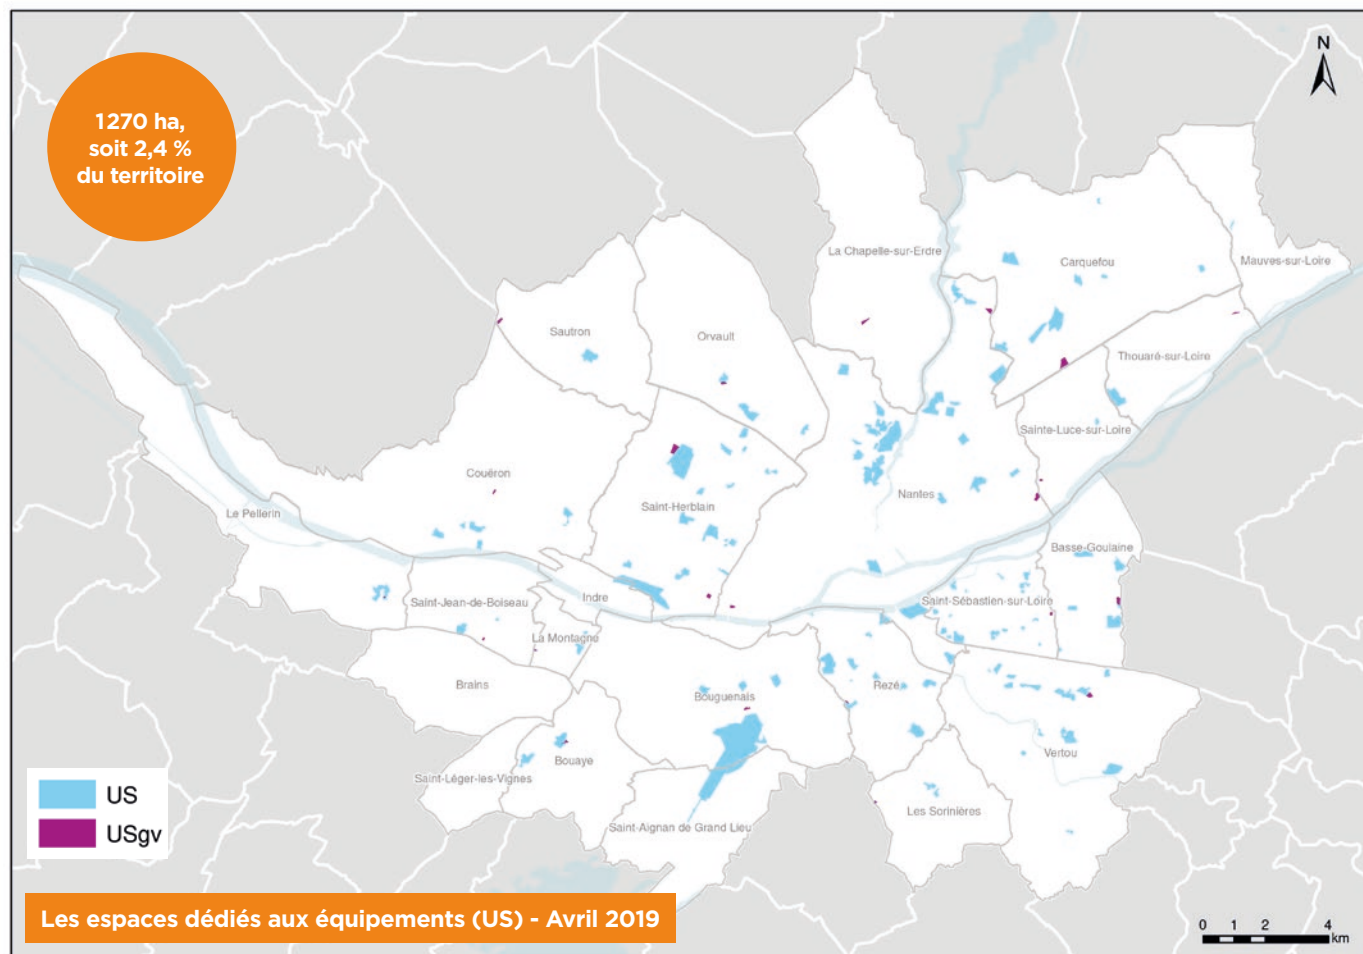 N
1270 ha,
soit 2,4 %
du territoire
La Chapelle-sur-Erdre
Carquefou
Mauves-sur-Loire
Sautron
Orvault
Thouaré-sur-Loire
Sainte-Luce-sur-Loire
Couëron
Nantes
Saint-Herblain
Le Pellerin
Basse-Goulaine
Indre
Saint-Jean-de-Boiseau
Saint-Sébastien-sur-Loire
La Montagne
Brains
Bouguenais
Rezé
Vertou
Bouaye
Saint-Léger-les-Vignes
Les Sorinières
Saint-Aignan de Grand Lieu
US
USgv
Les espaces dédiés aux équipements (US) - Avril 2019
0 1 2 4
km